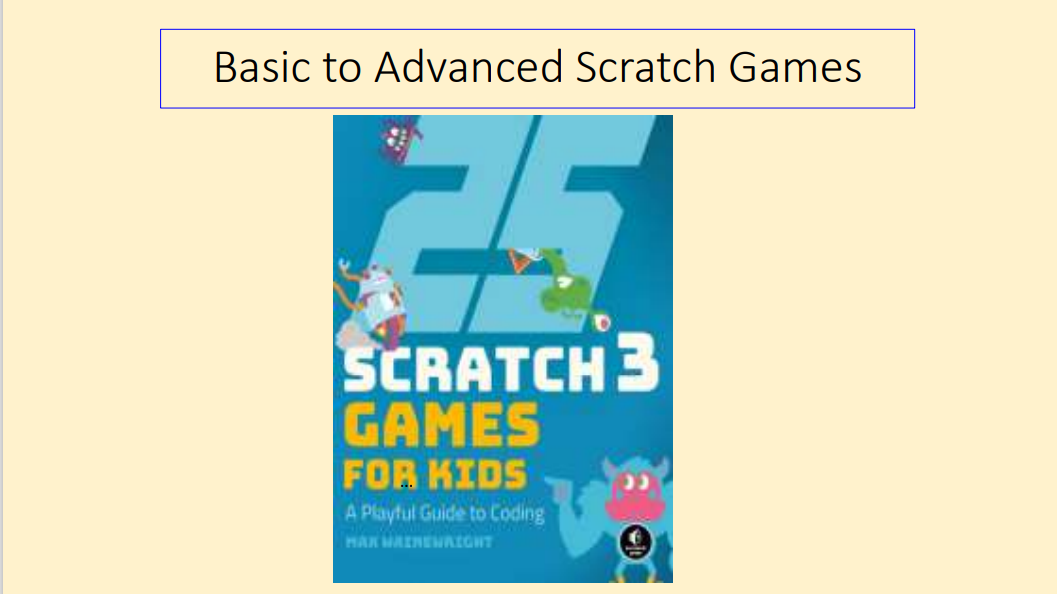 Basic to Advanced Scratch Games
25
SCRATCH 3
GAMES
FOR KIDS
A Playful Guide to Coding
MAX WAINEWRIGHT